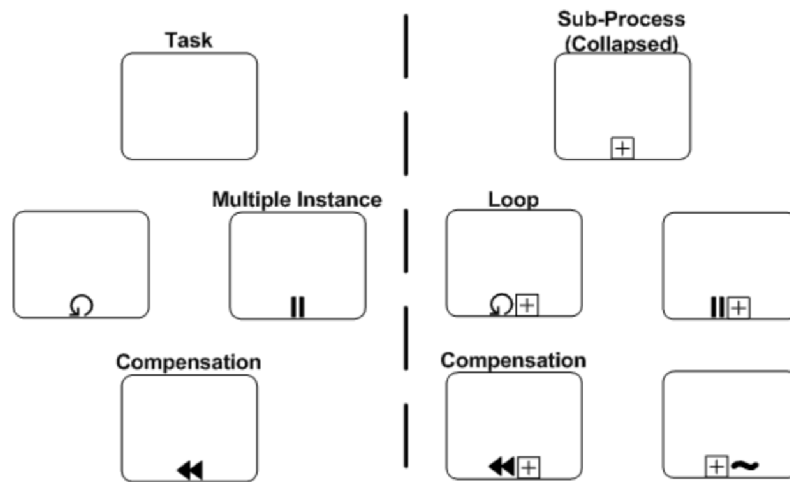 Task
Sub-Process
(Collapsed)
Multiple Instance
Loop
Compensation
Compensation